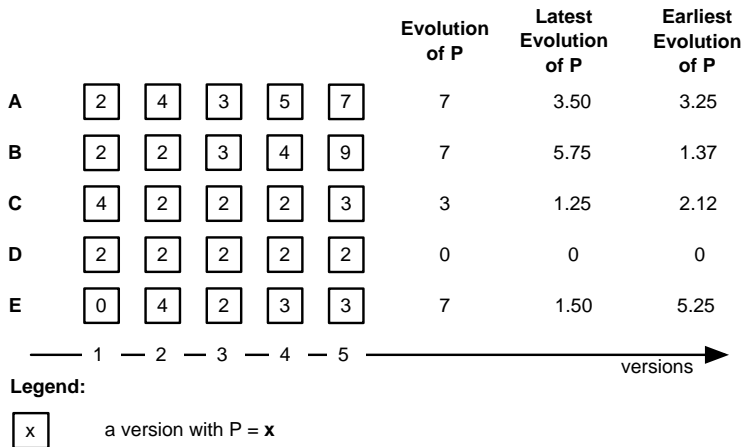 Evolution of P
Latest Evolution of P
Earliest Evolution of P
A 2 4 3 5 7 7 3.50 3.25
B 2 2 3 4 9 7 5.75 1.37
C 4 2 2 2 3 3 1.25 2.12
D 2 2 2 2 2 0 0 0
E 0 4 2 3 3 7 1.50 5.25
1 2 3 4 5
versions
Legend:
x a version with P = x